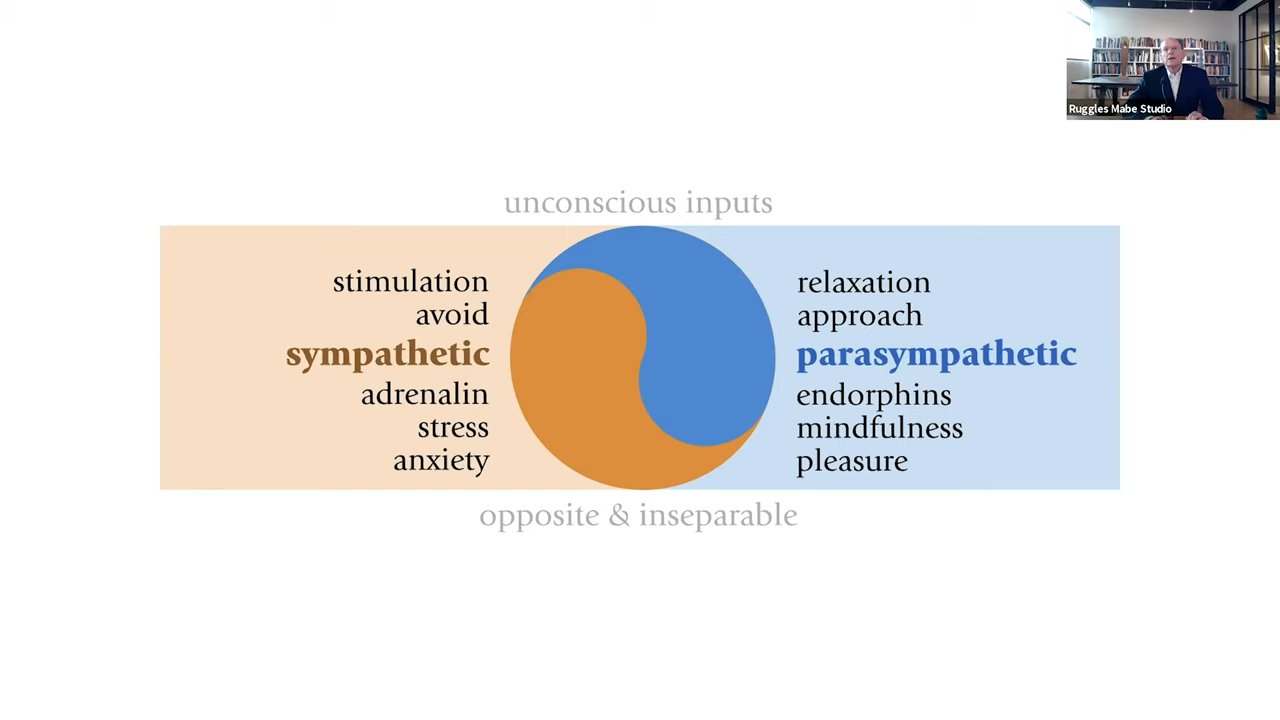 Ruggles Mabe Studio
unconscious inputs
stimulation
avoid
sympathetic
adrenalin
stress
anxiety
relaxation
approach
parasympathetic
endorphins
mindfulness
pleasure
opposite & inseparable